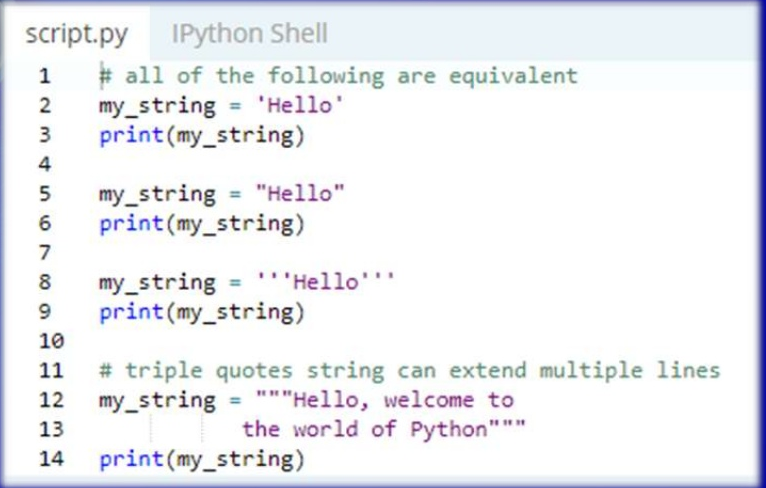 script.py IPython Shell
1 # all of the following are equivalent
2 my_string = 'Hello'
3 print(my_string)
4
5 my_string = "Hello"
6 print(my_string)
7
8 my_string = '''Hello'''
9 print(my_string)
10
11 # triple quotes string can extend multiple lines
12 my_string = """Hello, welcome to
13            the world of Python"""
14 print(my_string)